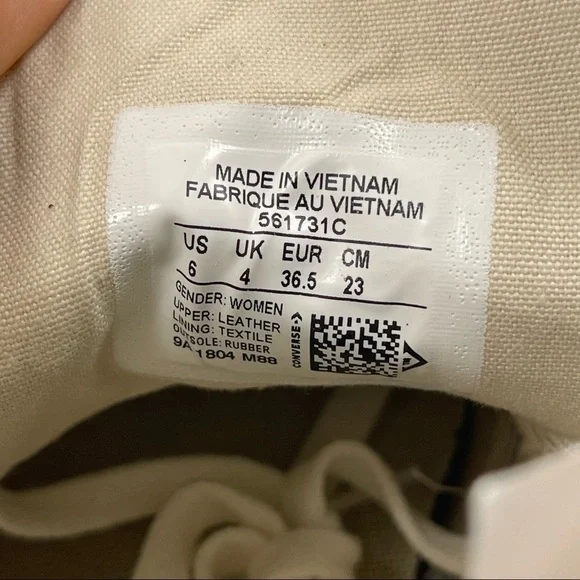 MADE IN VIETNAM
FABRIQUE AU VIETNAM
561731C
US UK EUR CM
6 4 36.5 23
GENDER: WOMEN
UPPER: LEATHER
LINING: TEXTILE
OUTSOLE: RUBBER
9A 1804 M88
CONVERSE